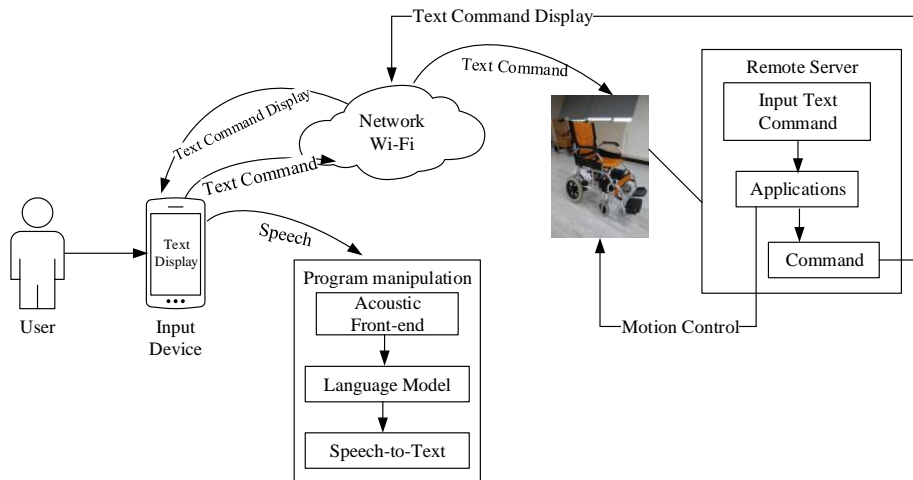 Text Command Display
Text Command
Remote Server
Input Text
Command
Applications
Command
Network
Wi-Fi
Text Command Display
Text Command
Speech
Text
Display
User
Input
Device
Program manipulation
Acoustic
Front-end
Language Model
Speech-to-Text
Motion Control